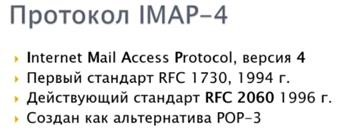 Протокол IMAP-4
Internet Mail Access Protocol, версия 4
Первый стандарт RFC 1730, 1994 г.
Действующий стандарт RFC 2060 1996 г.
Создан как альтернатива POP-3